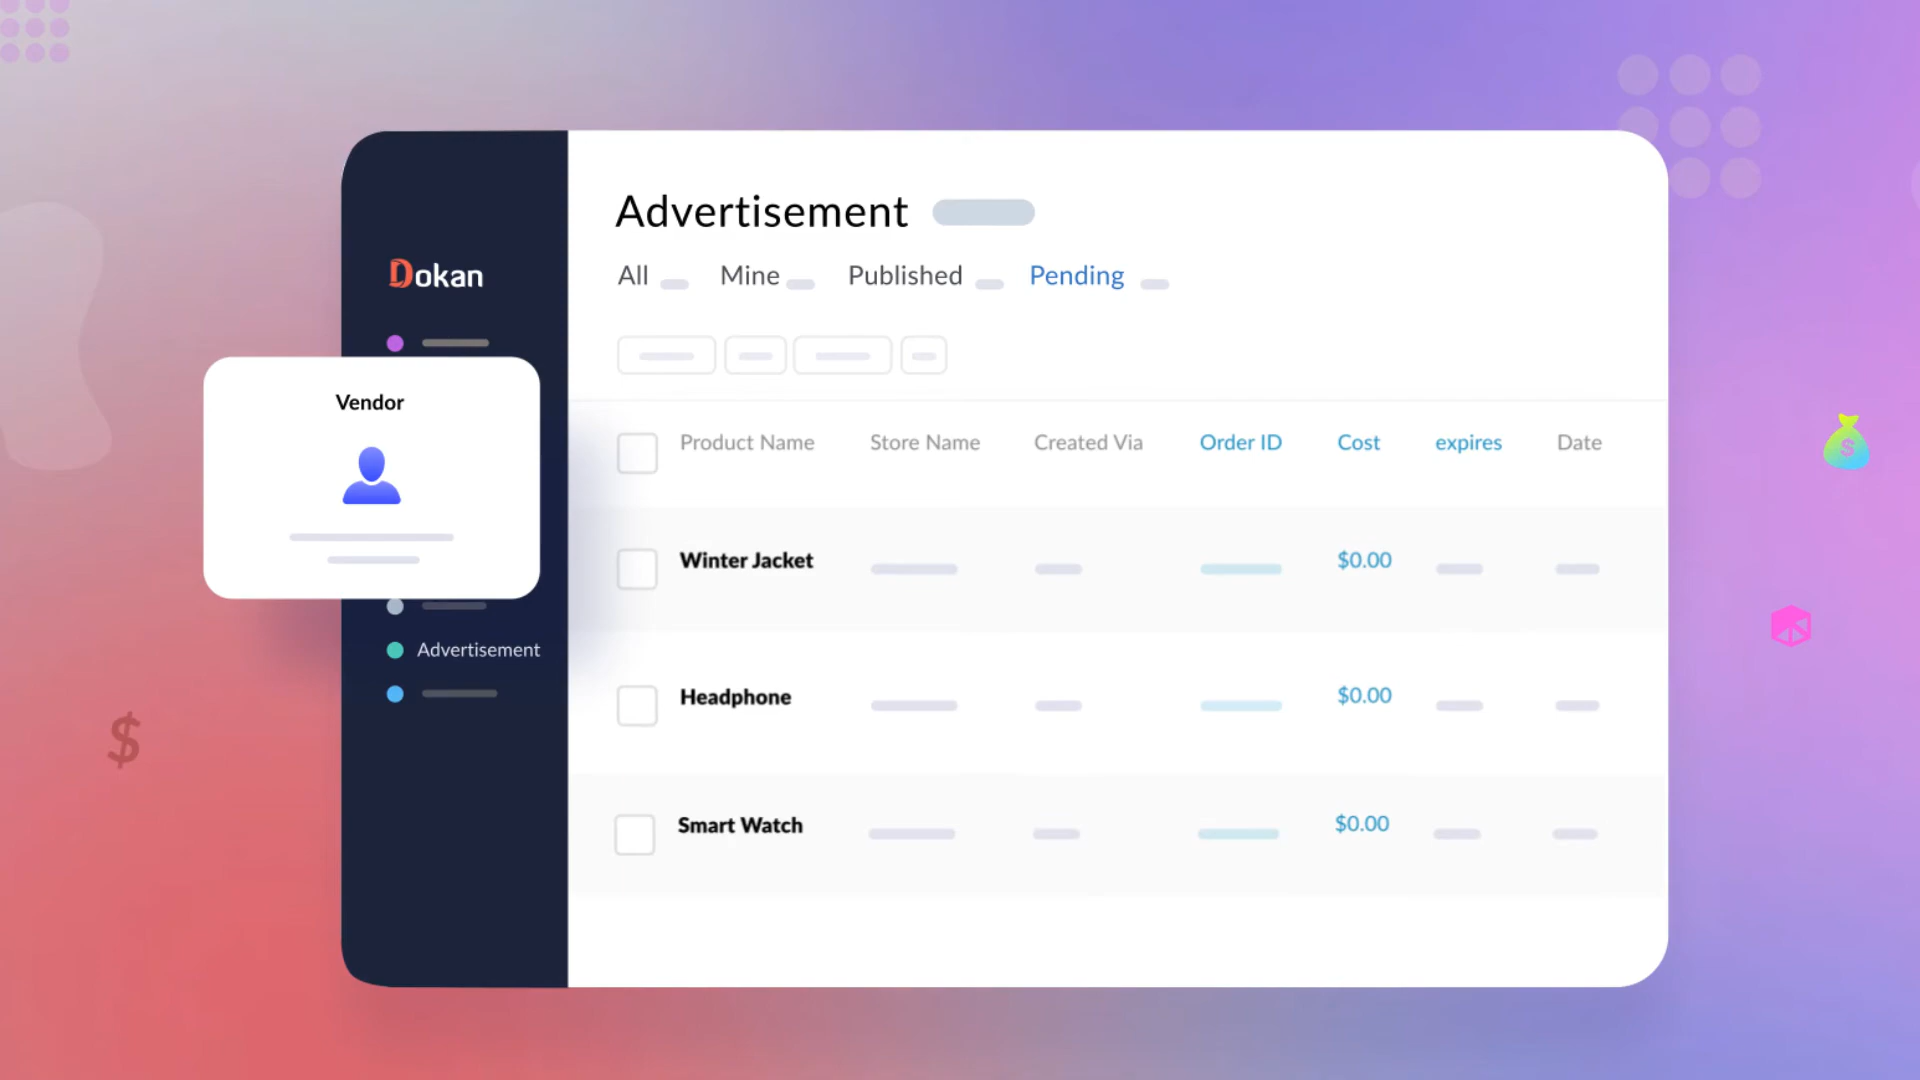 Advertisement
All Mine Published Pending
Dokan
Vendor
Advertisement
Product Name Store Name Created Via Order ID Cost expires Date
Winter Jacket $0.00
Headphone $0.00
Smart Watch $0.00
$
$